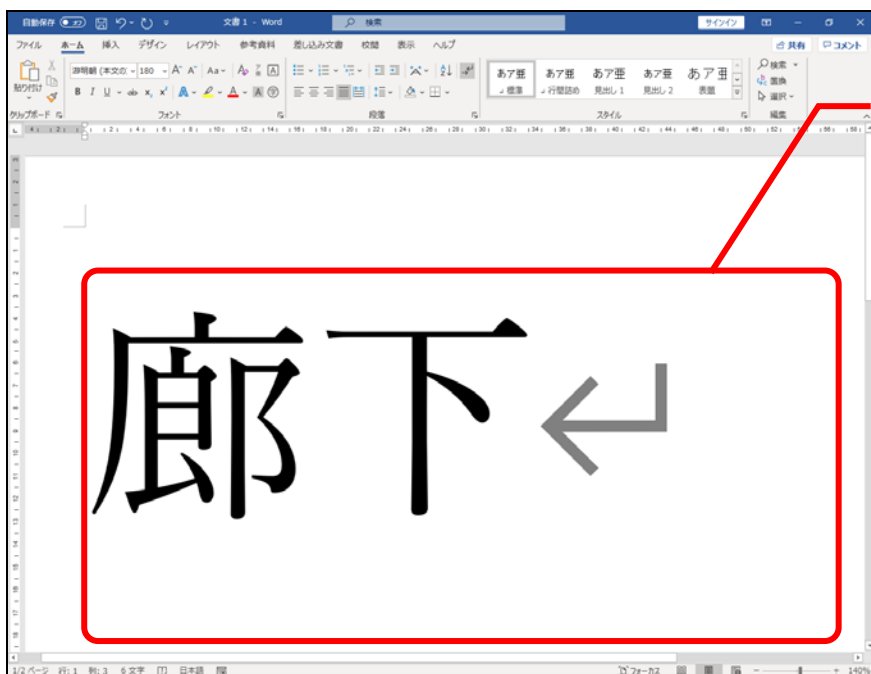 自動保存 オフ 文書 1 - Word 検索 サインイン
ファイル ホーム 挿入 デザイン レイアウト 参考資料 差し込み文書 校閲 表示 ヘルプ 共有 コメント
貼り付け 游明朝 (本文の 180 A A Aa 検索
B I U ab x x A A A 置換
選択
あア亜 あア亜 あア亜 あア亜 あア亜
標準 行間詰め 見出し 1 見出し 2 表題
クリップボード フォント 段落 スタイル 編集
廊下
1/2 ページ 行: 1 列: 3 6 文字 日本語 フォーカス 140%